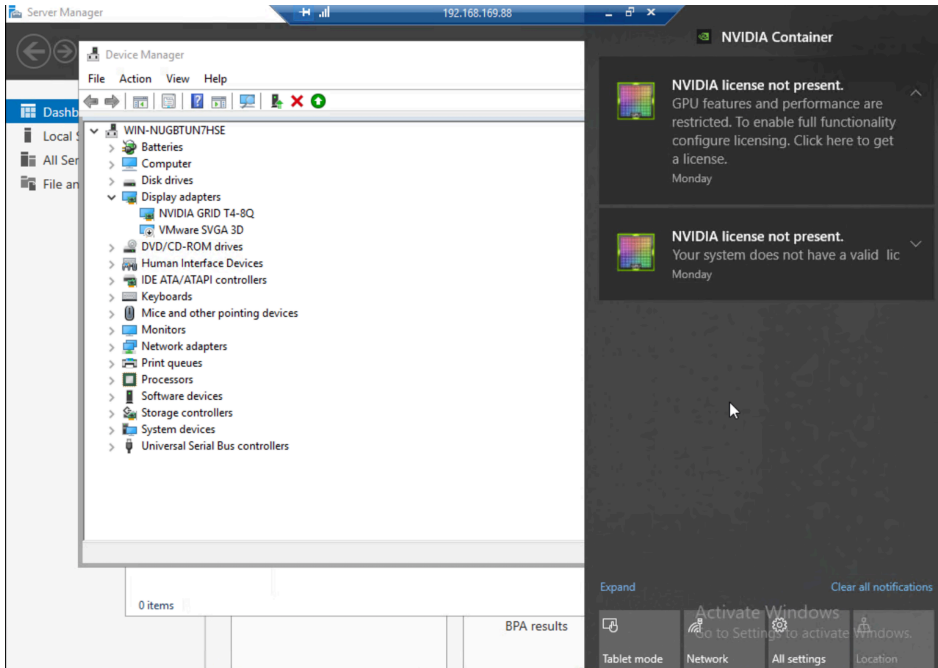 Server Manager
192.168.169.88
NVIDIA Container
Device Manager
File Action View Help
Dashb
Local S
All Ser
File an
WIN-NUGBTUN7HSE
Batteries
Computer
Disk drives
Display adapters
NVIDIA GRID T4-8Q
VMware SVGA 3D
DVD/CD-ROM drives
Human Interface Devices
IDE ATA/ATAPI controllers
Keyboards
Mice and other pointing devices
Monitors
Network adapters
Print queues
Processors
Software devices
Storage controllers
System devices
Universal Serial Bus controllers
NVIDIA license not present.
GPU features and performance are
restricted. To enable full functionality
configure licensing. Click here to get
a license.
Monday
NVIDIA license not present.
Your system does not have a valid lic
Monday
0 items
BPA results
Expand
Clear all notifications
Activate Windows
Go to Settings to activate Windows.
Tablet mode
Network
All settings
Location